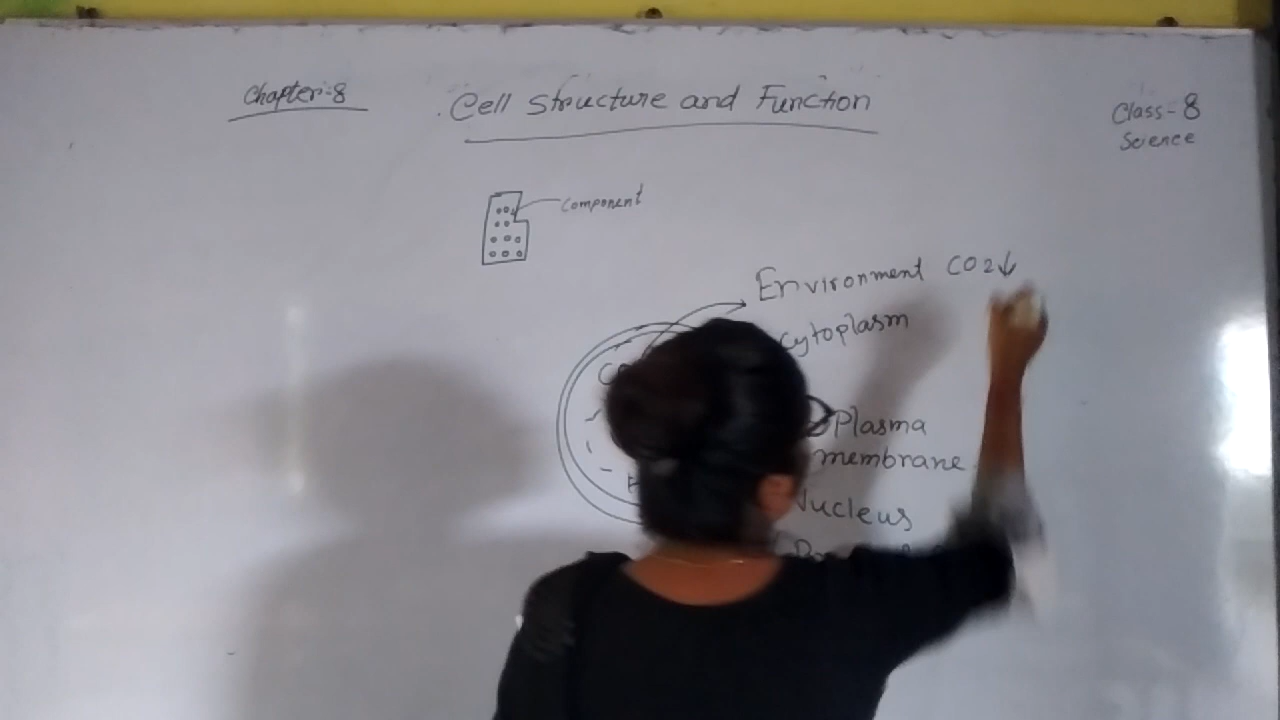 Chapter:8
Cell Structure and Function
Class-8
Science
Component
Environment CO2↓
Cytoplasm
Plasma
membrane
Nucleus